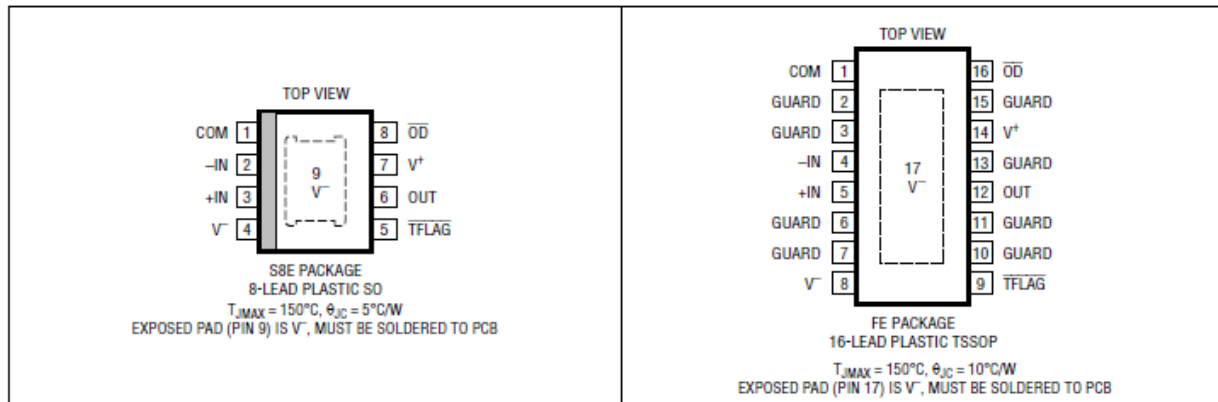 TOP VIEW
COM 1 8 O̅D̅
–IN 2 7 V⁺
+IN 3 6 OUT
V⁻ 4 5 T̅F̅L̅A̅G̅
9
V⁻
S8E PACKAGE
8-LEAD PLASTIC SO
TJMAX = 150°C, θJC = 5°C/W
EXPOSED PAD (PIN 9) IS V⁻, MUST BE SOLDERED TO PCB
TOP VIEW
COM 1 16 O̅D̅
GUARD 2 15 GUARD
GUARD 3 14 V⁺
–IN 4 13 GUARD
+IN 5 12 OUT
GUARD 6 11 GUARD
GUARD 7 10 GUARD
V⁻ 8 9 T̅F̅L̅A̅G̅
17
V⁻
FE PACKAGE
16-LEAD PLASTIC TSSOP
TJMAX = 150°C, θJC = 10°C/W
EXPOSED PAD (PIN 17) IS V⁻, MUST BE SOLDERED TO PCB